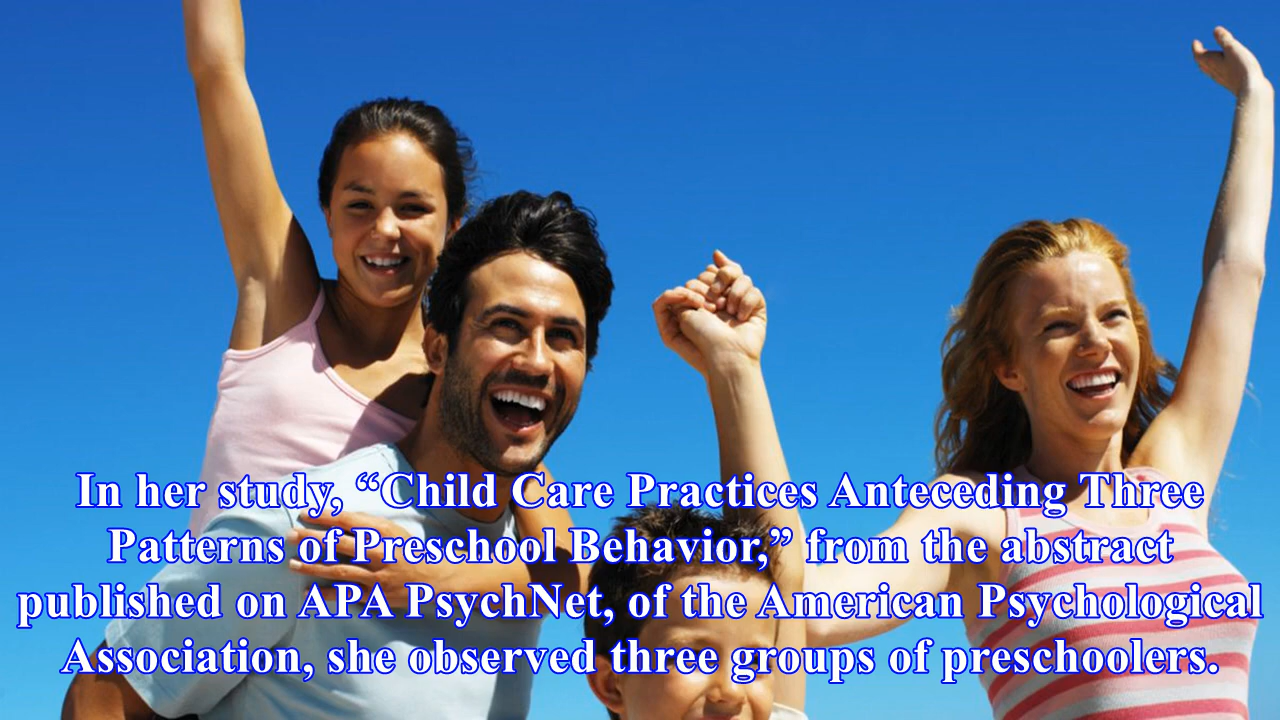 In her study, “Child Care Practices Anteceding Three
Patterns of Preschool Behavior,” from the abstract
published on APA PsychNet, of the American Psychological
Association, she observed three groups of preschoolers.